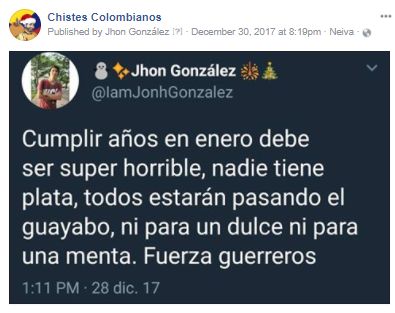 Chistes Colombianos
Published by Jhon González [?] · December 30, 2017 at 8:19pm · Neiva ·
Jhon González
@IamJonhGonzalez
Cumplir años en enero debe
ser super horrible, nadie tiene
plata, todos estarán pasando el
guayabo, ni para un dulce ni para
una menta. Fuerza guerreros
1:11 PM · 28 dic. 17